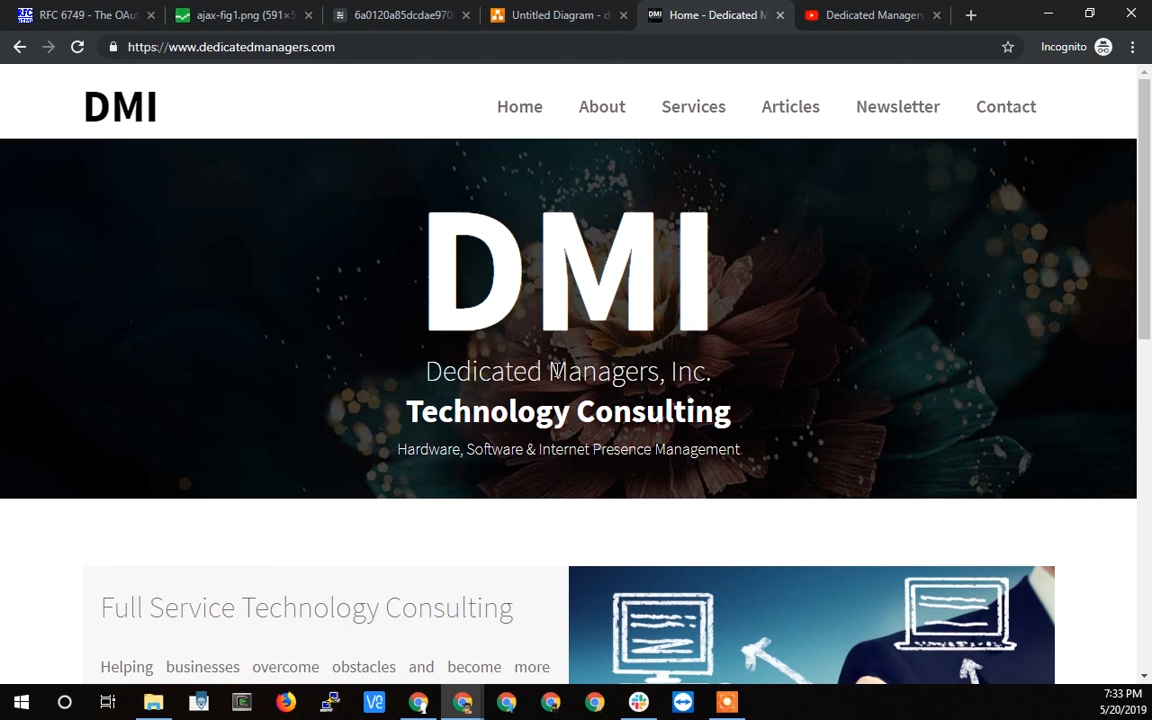 RFC 6749 - The OAut
ajax-fig1.png (591×5
6a0120a85dcdae970
Untitled Diagram - d
DMI Home - Dedicated M
Dedicated Managers
https://www.dedicatedmanagers.com
Incognito
DMI
Home About Services Articles Newsletter Contact
DMI
Dedicated Managers, Inc.
Technology Consulting
Hardware, Software & Internet Presence Management
Full Service Technology Consulting
Helping businesses overcome obstacles and become more
7:33 PM
5/20/2019